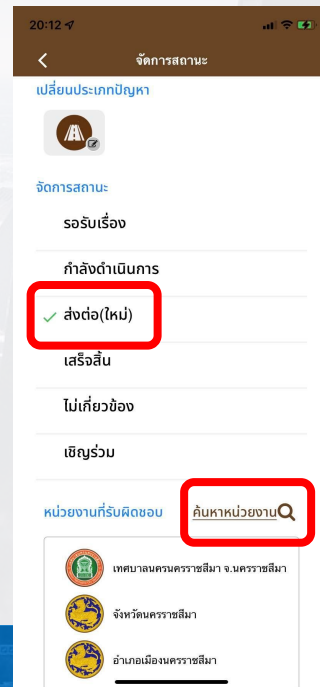 20:12
จัดการสถานะ
เปลี่ยนประเภทปัญหา
จัดการสถานะ
รอรับเรื่อง
กำลังดำเนินการ
ส่งต่อ(ใหม่)
เสร็จสิ้น
ไม่เกี่ยวข้อง
เชิญร่วม
หน่วยงานที่รับผิดชอบ ค้นหาหน่วยงาน
เทศบาลนครนครราชสีมา จ.นครราชสีมา
จังหวัดนครราชสีมา
อำเภอเมืองนครราชสีมา